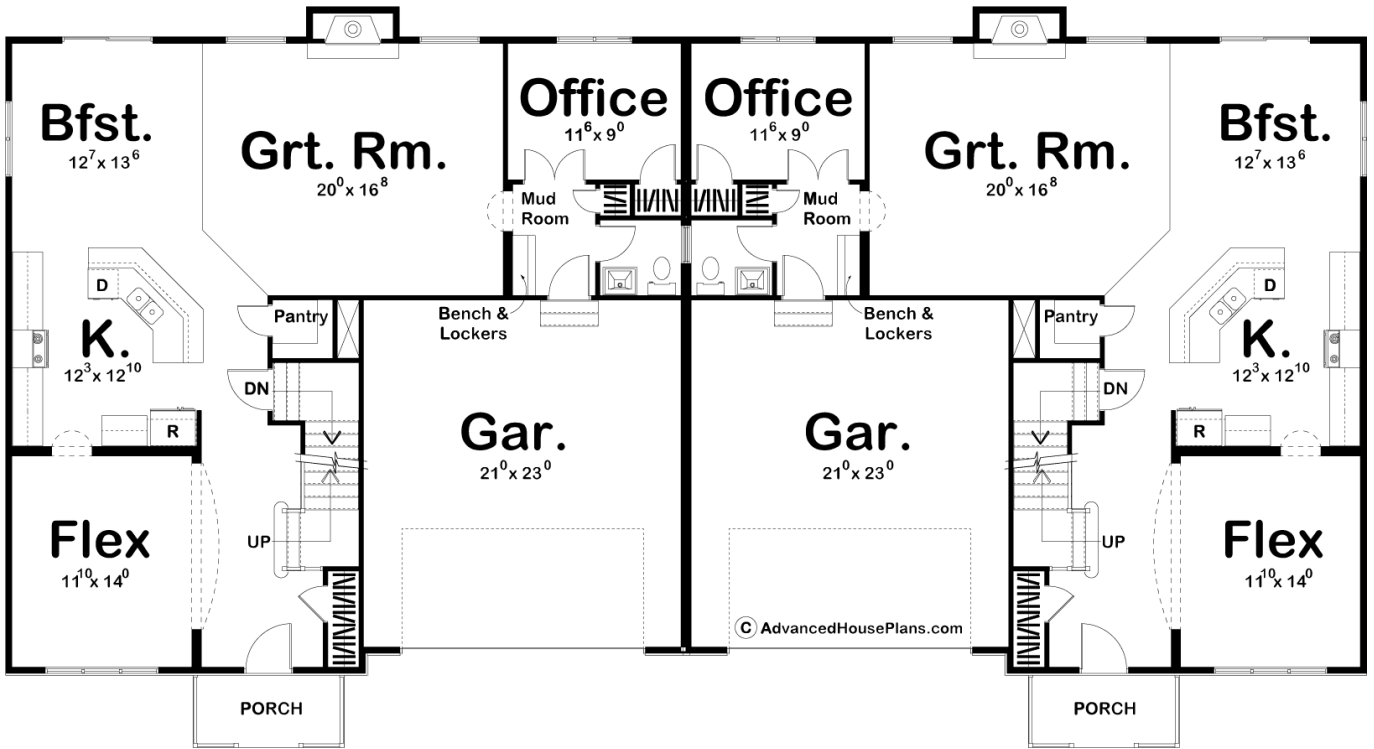 Bfst.
12⁷ x 13⁶
Grt. Rm.
20⁰ x 16⁸
Office
11⁶ x 9⁰
Office
11⁶ x 9⁰
Grt. Rm.
20⁰ x 16⁸
Bfst.
12⁷ x 13⁶
Mud
Room
Mud
Room
D
D
Pantry
Bench &
Lockers
Bench &
Lockers
Pantry
K.
12³ x 12¹⁰
K.
12³ x 12¹⁰
DN
DN
R
Gar.
21⁰ x 23⁰
Gar.
21⁰ x 23⁰
R
Flex
11¹⁰ x 14⁰
UP
UP
Flex
11¹⁰ x 14⁰
© AdvancedHousePlans.com
PORCH
PORCH